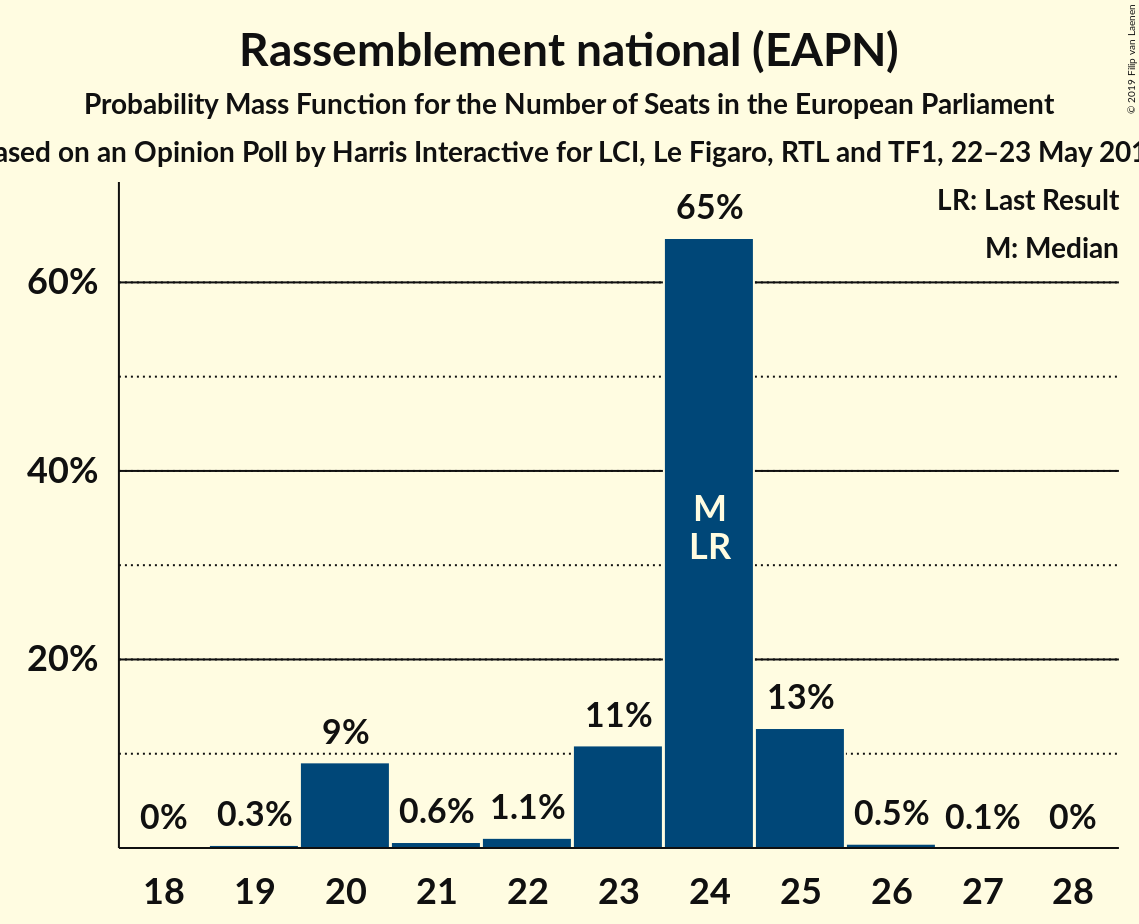 Rassemblement national (EAPN)
Probability Mass Function for the Number of Seats in the European Parliament
ased on an Opinion Poll by Harris Interactive for LCI, Le Figaro, RTL and TF1, 22–23 May 201
© 2019 Filip van Laenen
LR: Last Result
M: Median
60%
40%
20%
0%
0.3%
9%
0.6%
1.1%
11%
65%
13%
0.5%
0.1%
0%
M
LR
18 19 20 21 22 23 24 25 26 27 28